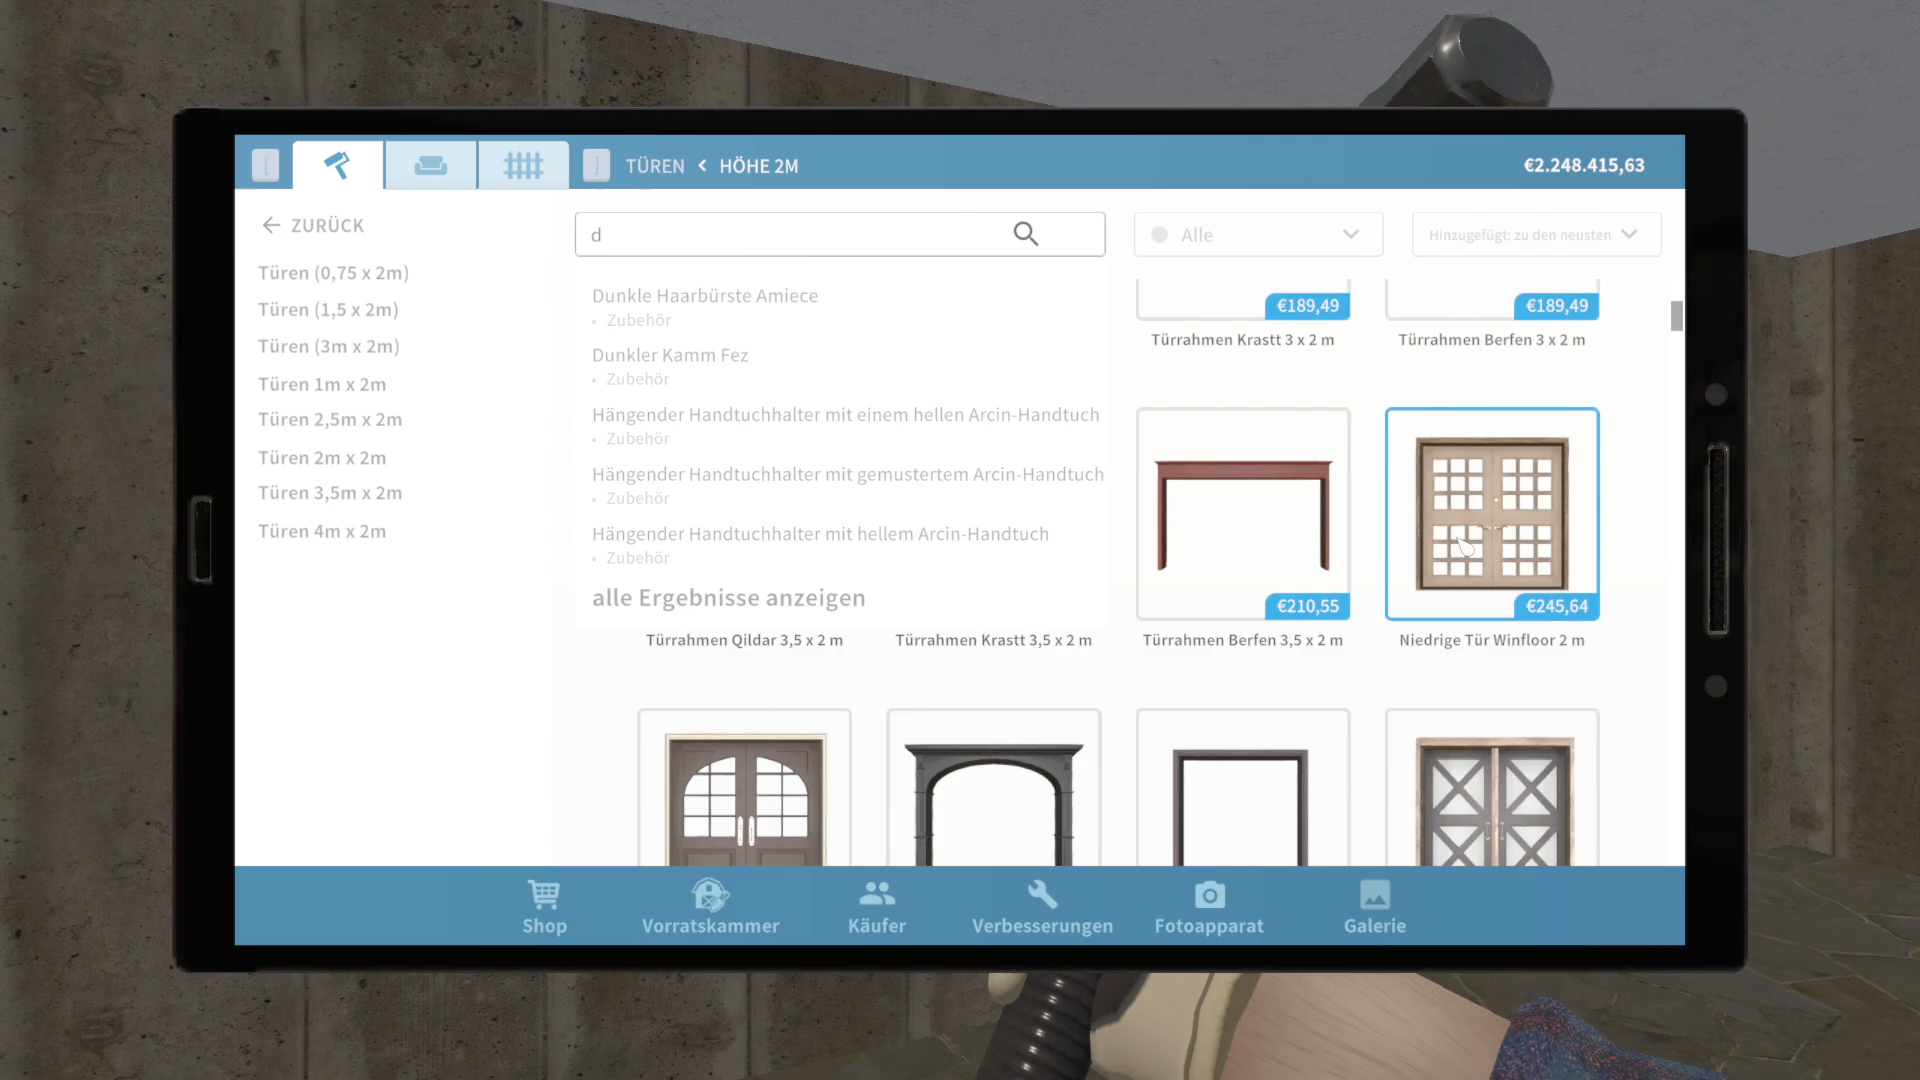 [
]
TÜREN < HÖHE 2M
€2.248.415,63
ZURÜCK
Türen (0,75 x 2m)
Türen (1,5 x 2m)
Türen (3m x 2m)
Türen 1m x 2m
Türen 2,5m x 2m
Türen 2m x 2m
Türen 3,5m x 2m
Türen 4m x 2m
d
Alle
Hinzugefügt: zu den neusten
Dunkle Haarbürste Amiece
• Zubehör
Dunkler Kamm Fez
• Zubehör
Hängender Handtuchhalter mit einem hellen Arcin-Handtuch
• Zubehör
Hängender Handtuchhalter mit gemustertem Arcin-Handtuch
• Zubehör
Hängender Handtuchhalter mit hellem Arcin-Handtuch
• Zubehör
alle Ergebnisse anzeigen
€189,49
€189,49
Türrahmen Krastt 3 x 2 m
Türrahmen Berfen 3 x 2 m
€210,55
€245,64
Türrahmen Qildar 3,5 x 2 m
Türrahmen Krastt 3,5 x 2 m
Türrahmen Berfen 3,5 x 2 m
Niedrige Tür Winfloor 2 m
Shop
Vorratskammer
Käufer
Verbesserungen
Fotoapparat
Galerie